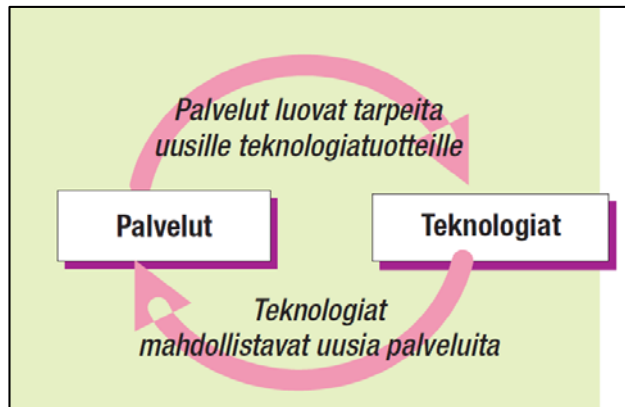 Palvelut luovat tarpeita
uusille teknologiatuotteille
Palvelut
Teknologiat
Teknologiat
mahdollistavat uusia palveluita